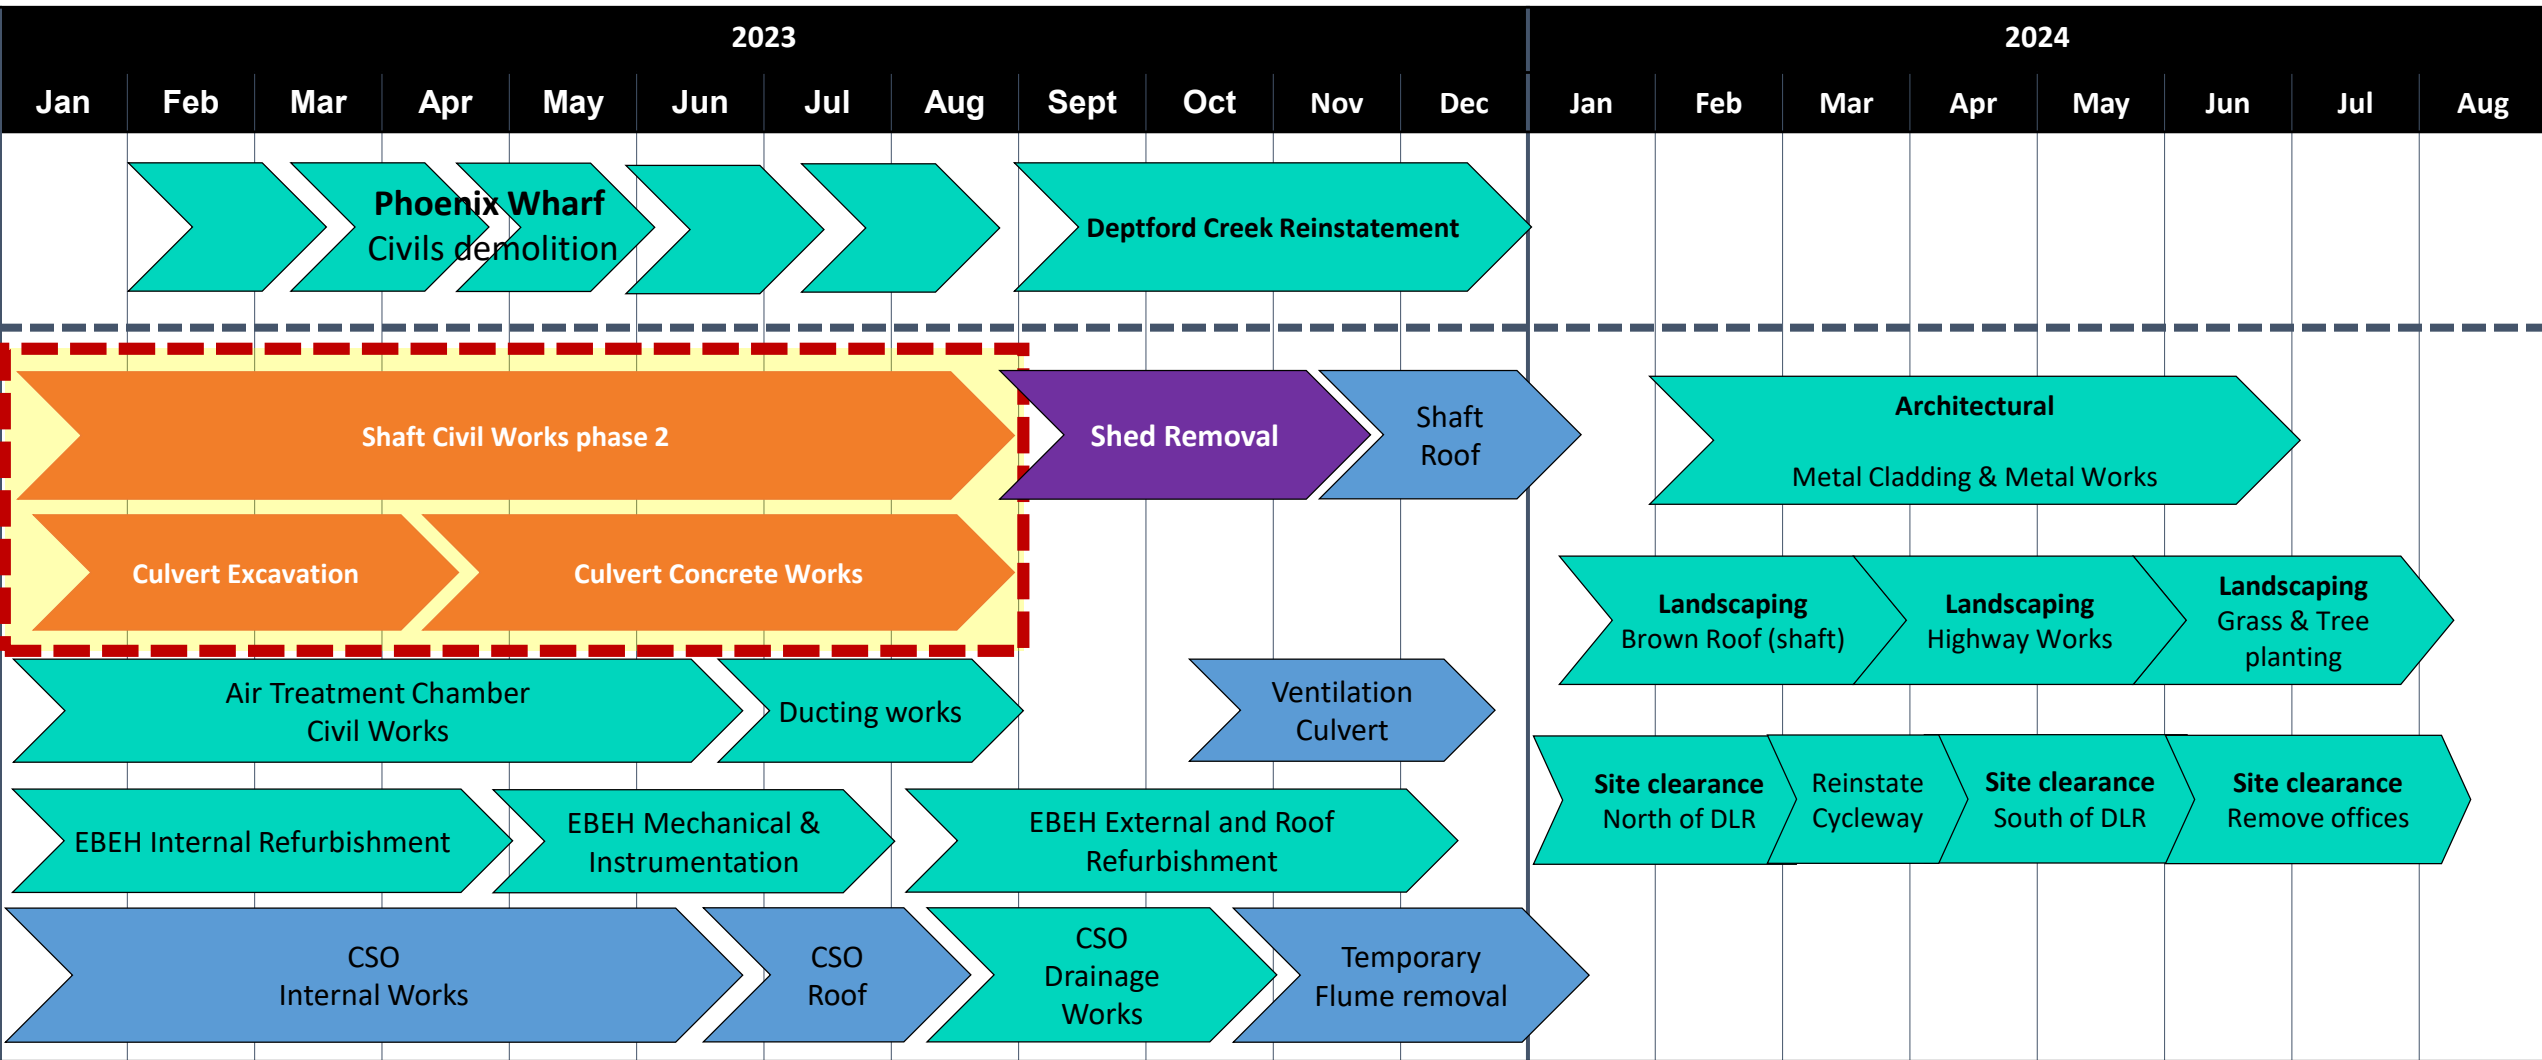 2023
2024
Jan Feb Mar Apr May Jun Jul Aug Sept Oct Nov Dec Jan Feb Mar Apr May Jun Jul Aug
Phoenix Wharf
Civils demolition
Deptford Creek Reinstatement
Shaft Civil Works phase 2
Shed Removal
Shaft
Roof
Architectural
Metal Cladding & Metal Works
Culvert Excavation
Culvert Concrete Works
Landscaping
Brown Roof (shaft)
Landscaping
Highway Works
Landscaping
Grass & Tree
planting
Air Treatment Chamber
Civil Works
Ducting works
Ventilation
Culvert
Site clearance
North of DLR
Reinstate
Cycleway
Site clearance
South of DLR
Site clearance
Remove offices
EBEH Internal Refurbishment
EBEH Mechanical &
Instrumentation
EBEH External and Roof
Refurbishment
CSO
Internal Works
CSO
Roof
CSO
Drainage
Works
Temporary
Flume removal